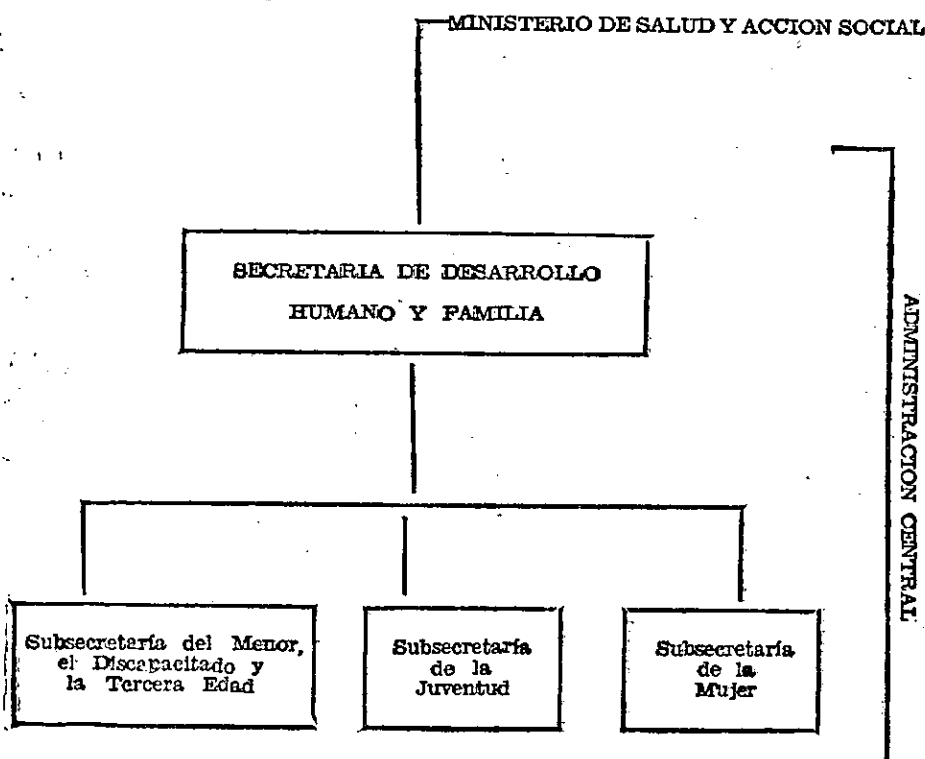 MINISTERIO DE SALUD Y ACCION SOCIAL
SECRETARIA DE DESARROLLO
HUMANO Y FAMILIA
ADMINISTRACION CENTRAL
Subsecretaría del Menor,
el Discapacitado y
la Tercera Edad
Subsecretaría
de la
Juventud
Subsecretaría
de la
Mujer